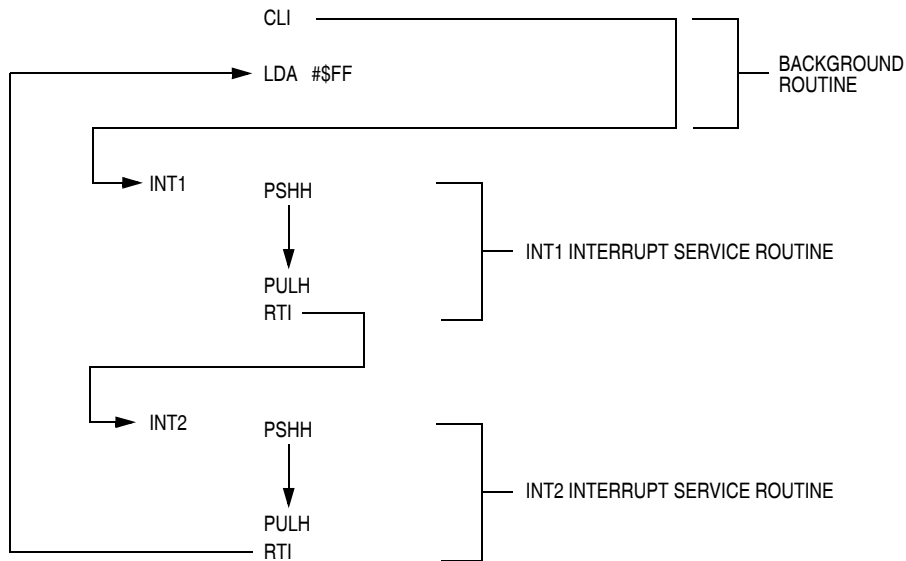 CLI
LDA #$FF
BACKGROUND
ROUTINE
INT1
PSHH
INT1 INTERRUPT SERVICE ROUTINE
PULH
RTI
INT2
PSHH
INT2 INTERRUPT SERVICE ROUTINE
PULH
RTI